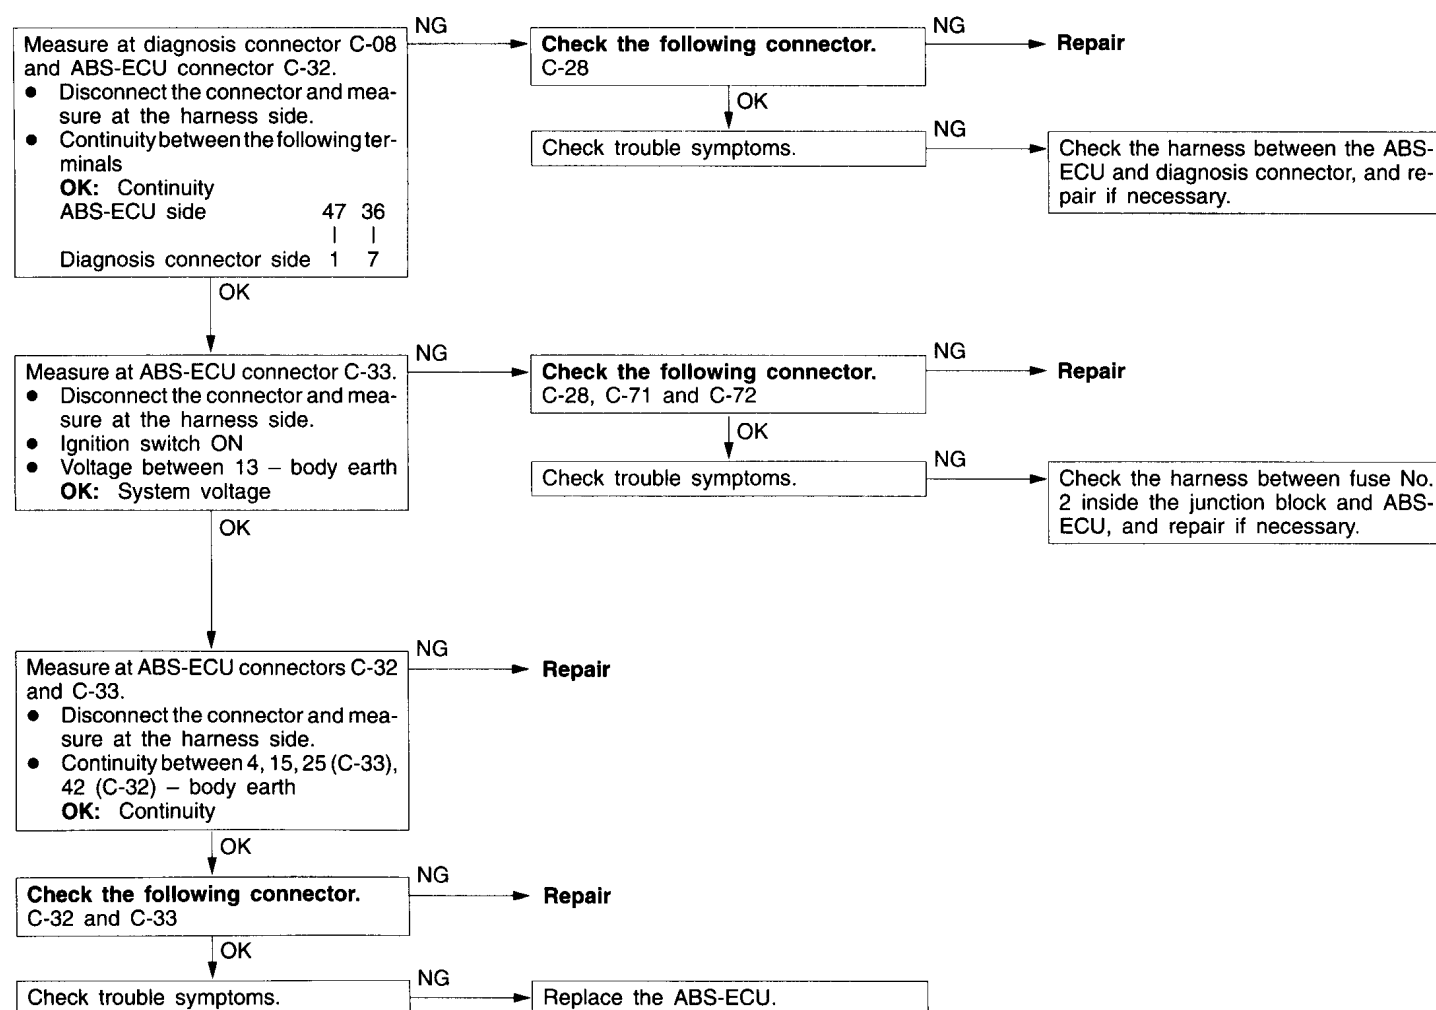 Measure at diagnosis connector C-08
and ABS-ECU connector C-32.
● Disconnect the connector and mea-
sure at the harness side.
● Continuity between the following ter-
minals
OK: Continuity
ABS-ECU side 47 36
| |
Diagnosis connector side 1 7
NG
Check the following connector.
C-28
NG
Repair
OK
Check trouble symptoms.
NG
Check the harness between the ABS-
ECU and diagnosis connector, and re-
pair if necessary.
OK
Measure at ABS-ECU connector C-33.
● Disconnect the connector and mea-
sure at the harness side.
● Ignition switch ON
● Voltage between 13 – body earth
OK: System voltage
NG
Check the following connector.
C-28, C-71 and C-72
NG
Repair
OK
Check trouble symptoms.
NG
Check the harness between fuse No.
2 inside the junction block and ABS-
ECU, and repair if necessary.
OK
Measure at ABS-ECU connectors C-32
and C-33.
● Disconnect the connector and mea-
sure at the harness side.
● Continuity between 4, 15, 25 (C-33),
42 (C-32) – body earth
OK: Continuity
NG
Repair
OK
Check the following connector.
C-32 and C-33
NG
Repair
OK
Check trouble symptoms.
NG
Replace the ABS-ECU.